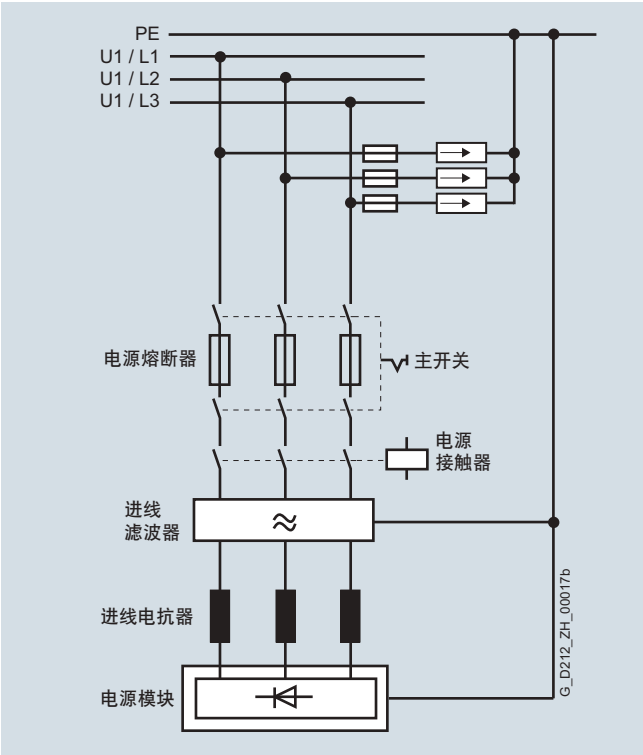 PE
U1 / L1
U1 / L2
U1 / L3
电源熔断器
主开关
电源
接触器
进线
滤波器
进线电抗器
电源模块
G_D212_ZH_00017b